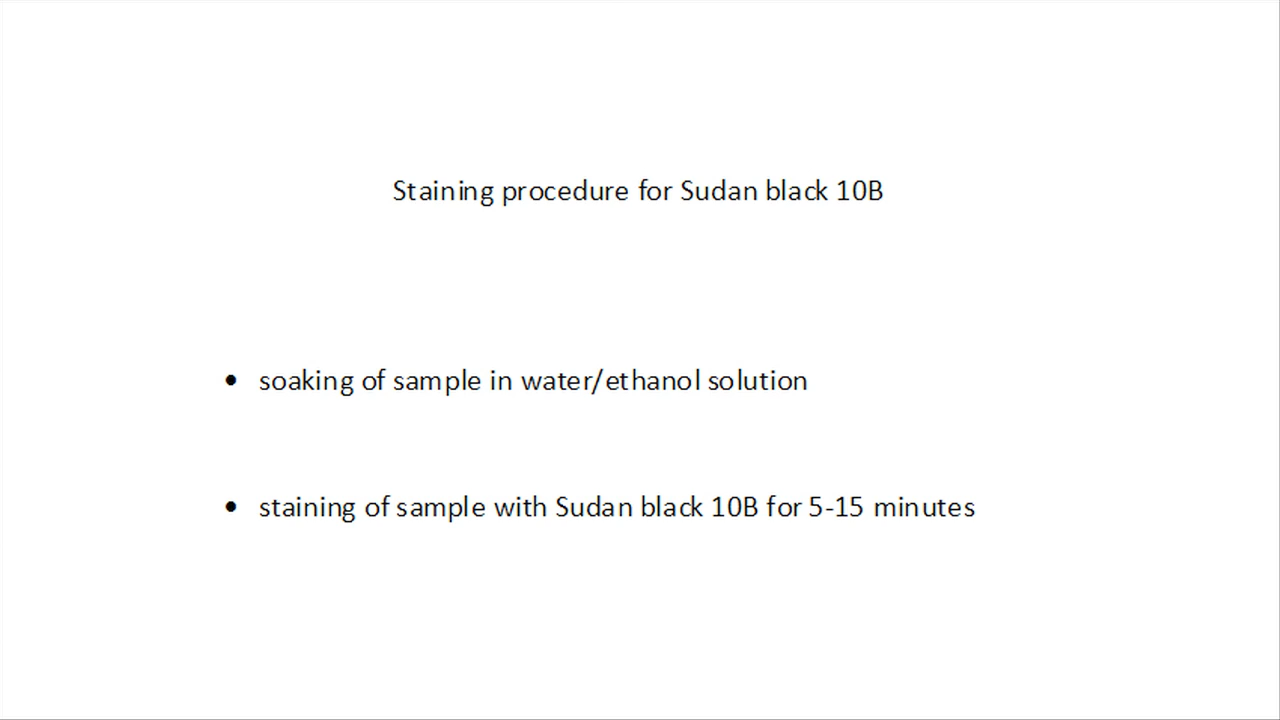 Staining procedure for Sudan black 10B
• soaking of sample in water/ethanol solution
• staining of sample with Sudan black 10B for 5-15 minutes